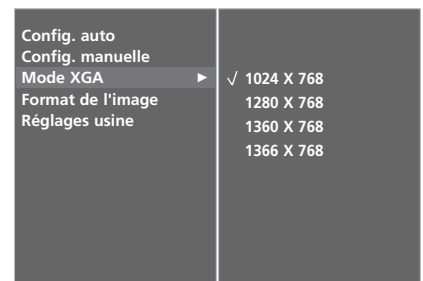 Config. auto
Config. manuelle
Mode XGA ►
Format de l'image
Réglages usine
√ 1024 X 768
1280 X 768
1360 X 768
1366 X 768